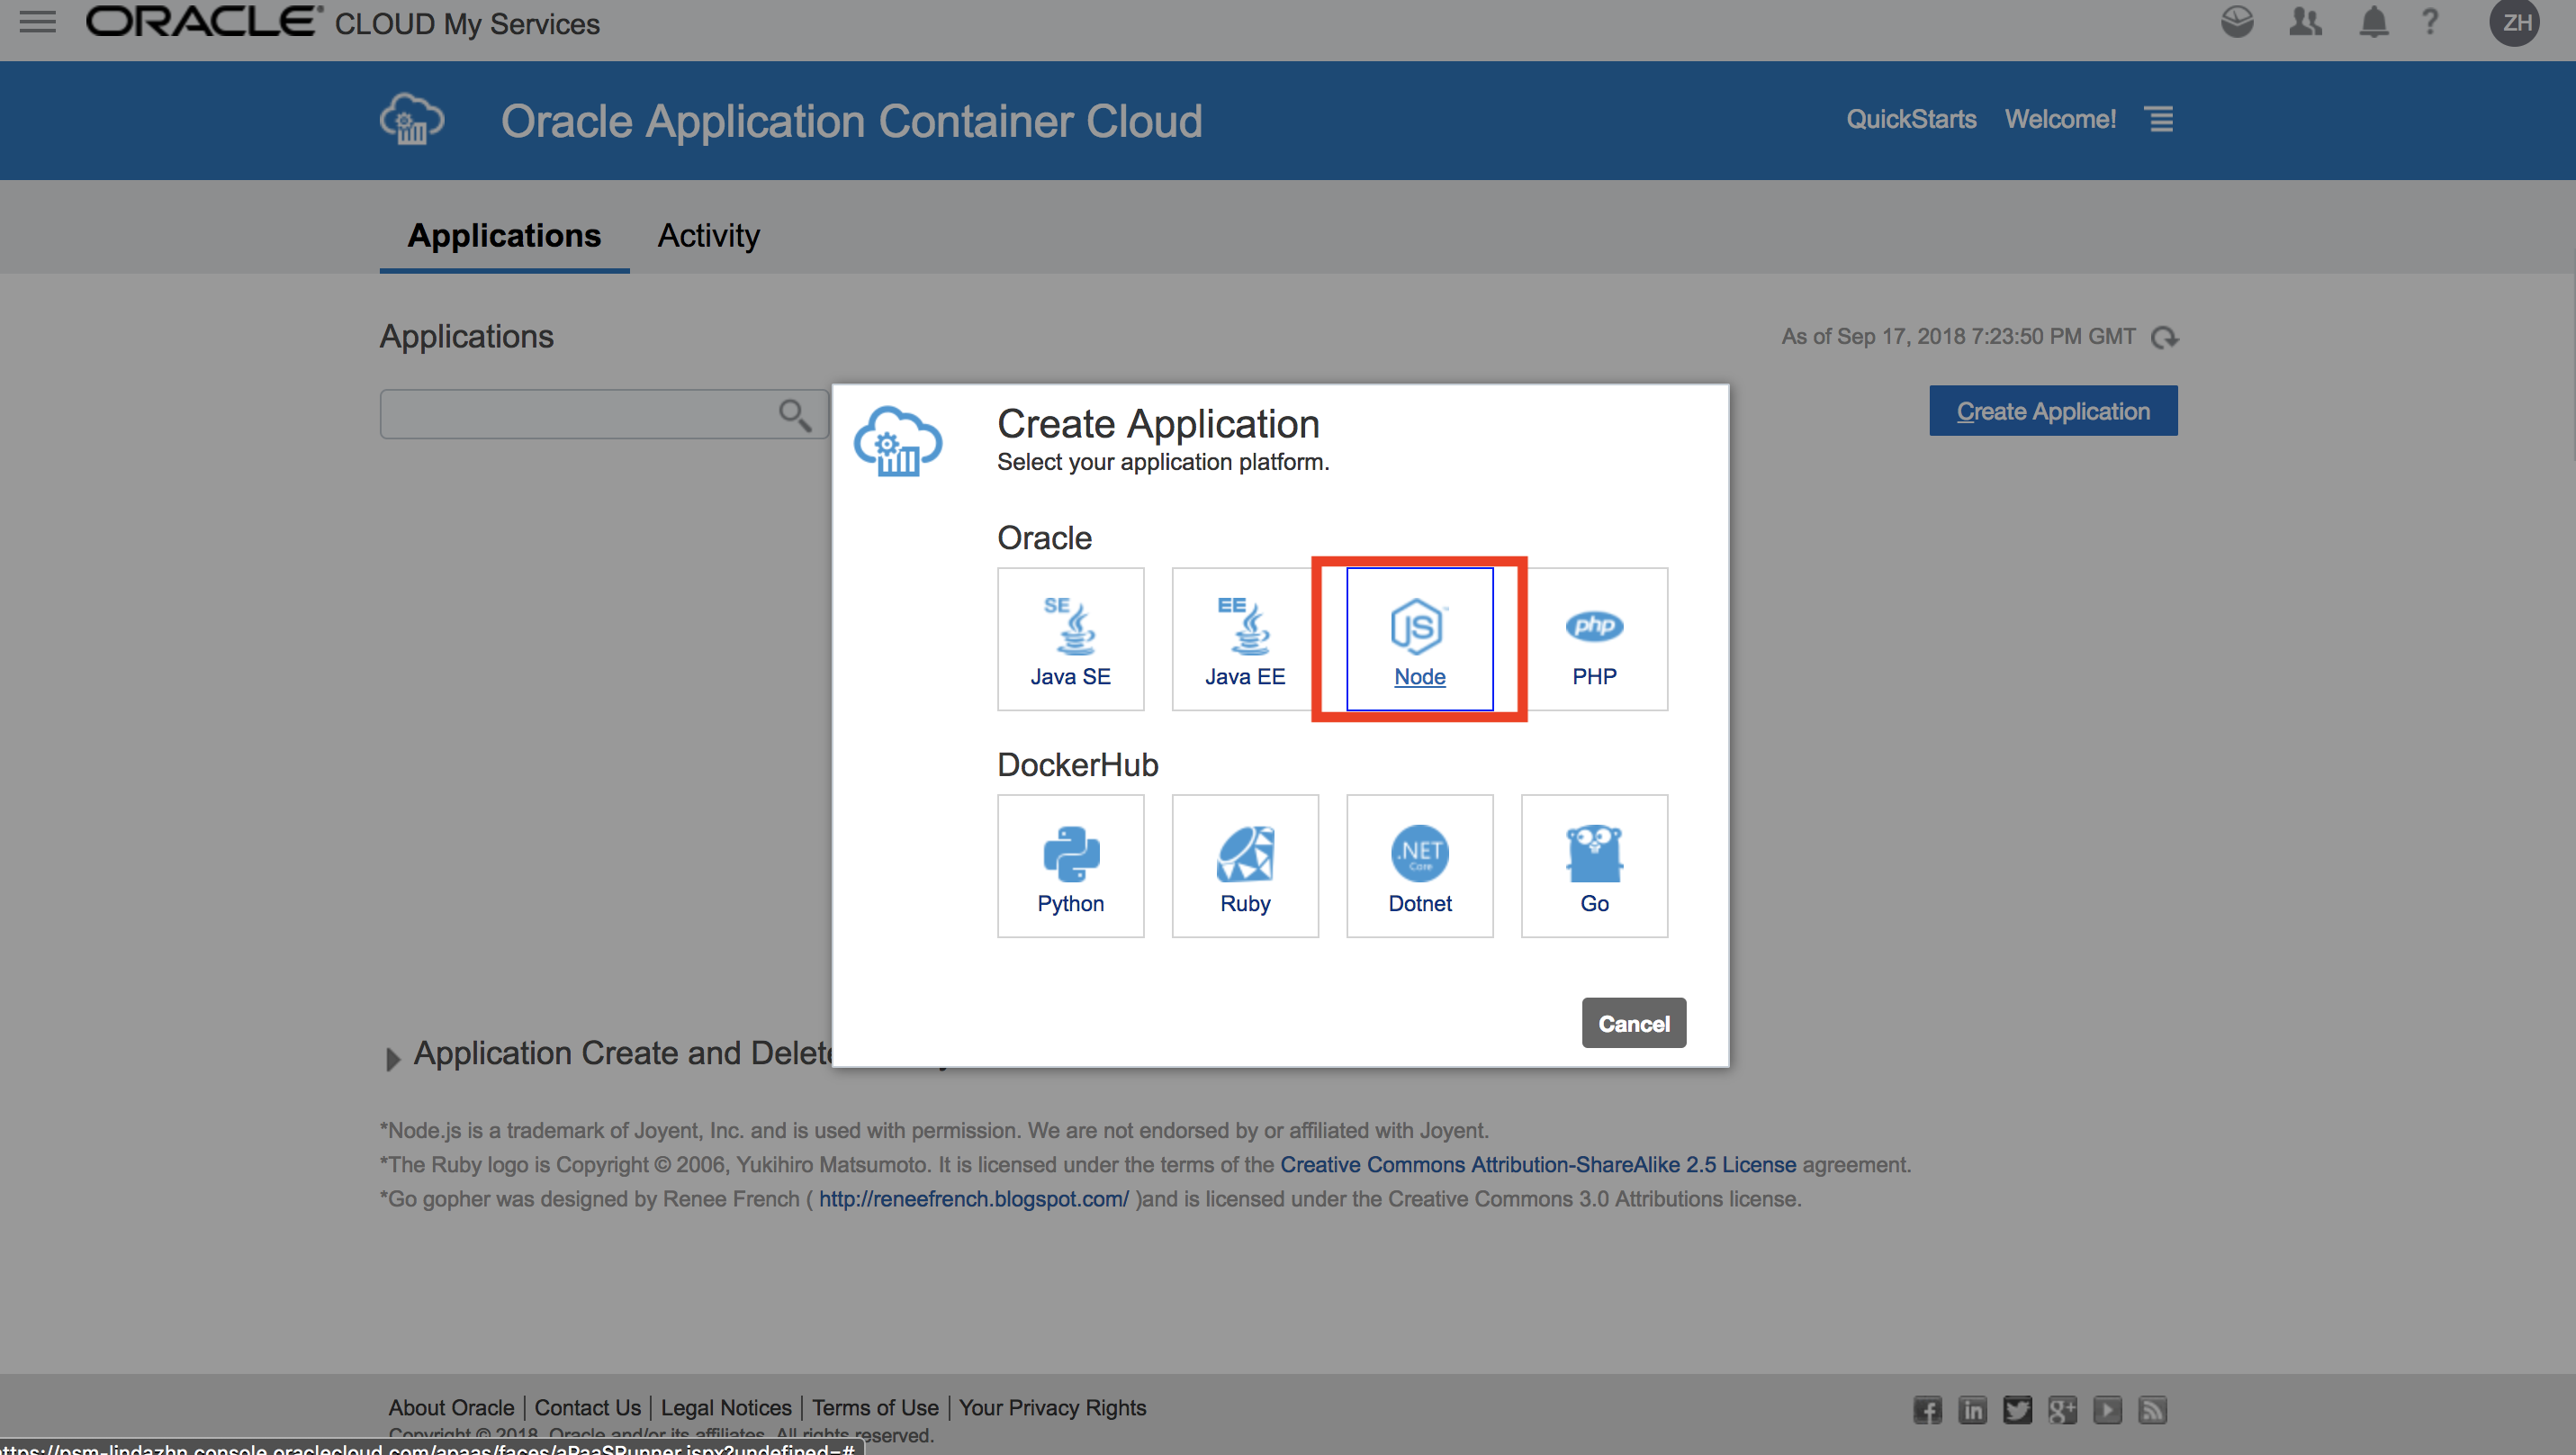 ORACLE® CLOUD My Services
ZH
Oracle Application Container Cloud
QuickStarts Welcome!
Applications Activity
Applications
As of Sep 17, 2018 7:23:50 PM GMT
Create Application
Create Application
Select your application platform.
Oracle
SE
Java SE
EE
Java EE
JS
Node
php
PHP
DockerHub
Python
Ruby
.NET
Core
Dotnet
Go
Cancel
Application Create and Delete
*Node.js is a trademark of Joyent, Inc. and is used with permission. We are not endorsed by or affiliated with Joyent.
*The Ruby logo is Copyright © 2006, Yukihiro Matsumoto. It is licensed under the terms of the Creative Commons Attribution-ShareAlike 2.5 License agreement.
*Go gopher was designed by Renee French ( http://reneefrench.blogspot.com/ )and is licensed under the Creative Commons 3.0 Attributions license.
About Oracle | Contact Us | Legal Notices | Terms of Use | Your Privacy Rights
Copyright © 2018, Oracle and/or its affiliates. All rights reserved.
https://psm-lindazhn.console.oraclecloud.com/apaas/faces/aPaaSRunner.jspx?undefined=#